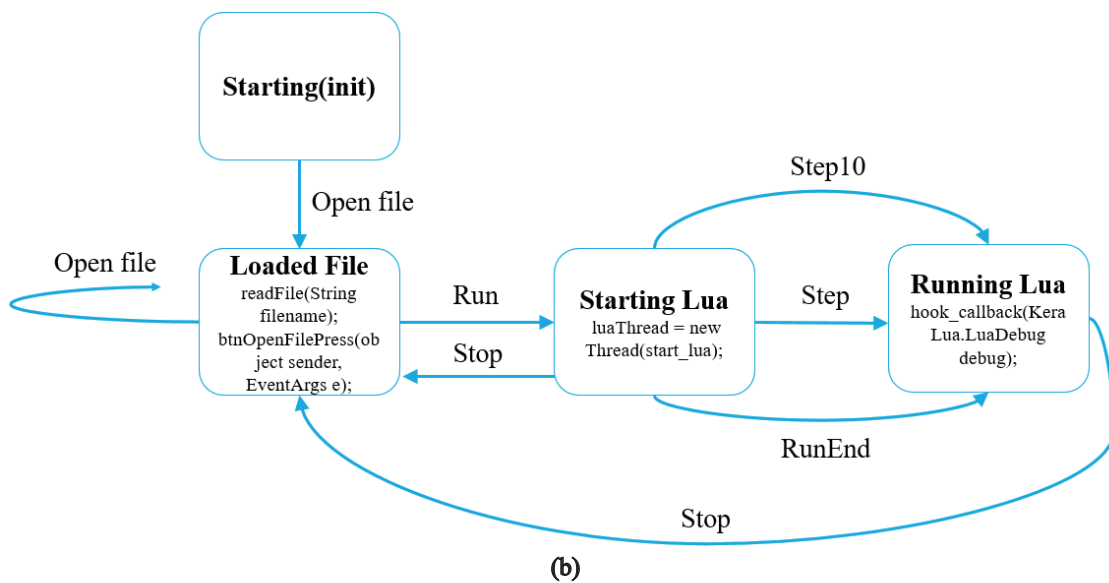 Starting(init)
Open file
Open file
Loaded File
readFile(String
filename);
btnOpenFilePress(ob
ject sender,
EventArgs e);
Run
Stop
Starting Lua
luaThread = new
Thread(start_lua);
Step10
Step
RunEnd
Running Lua
hook_callback(Kera
Lua.LuaDebug
debug);
Stop
(b)